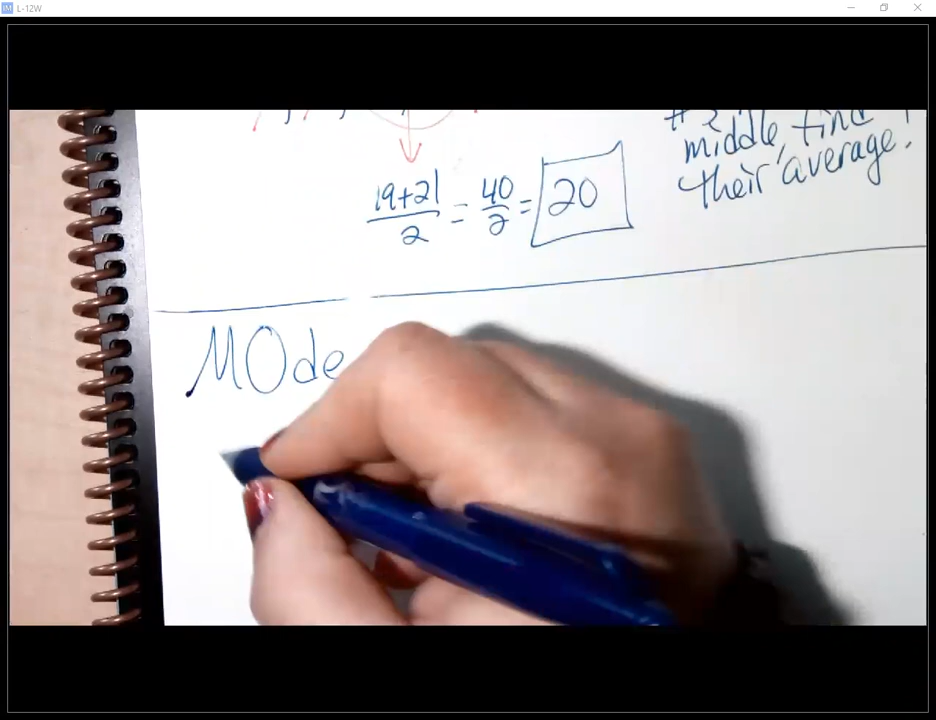 L-12W
middle, find
their average.
19+21
2
= 40
2
= 20
MOde